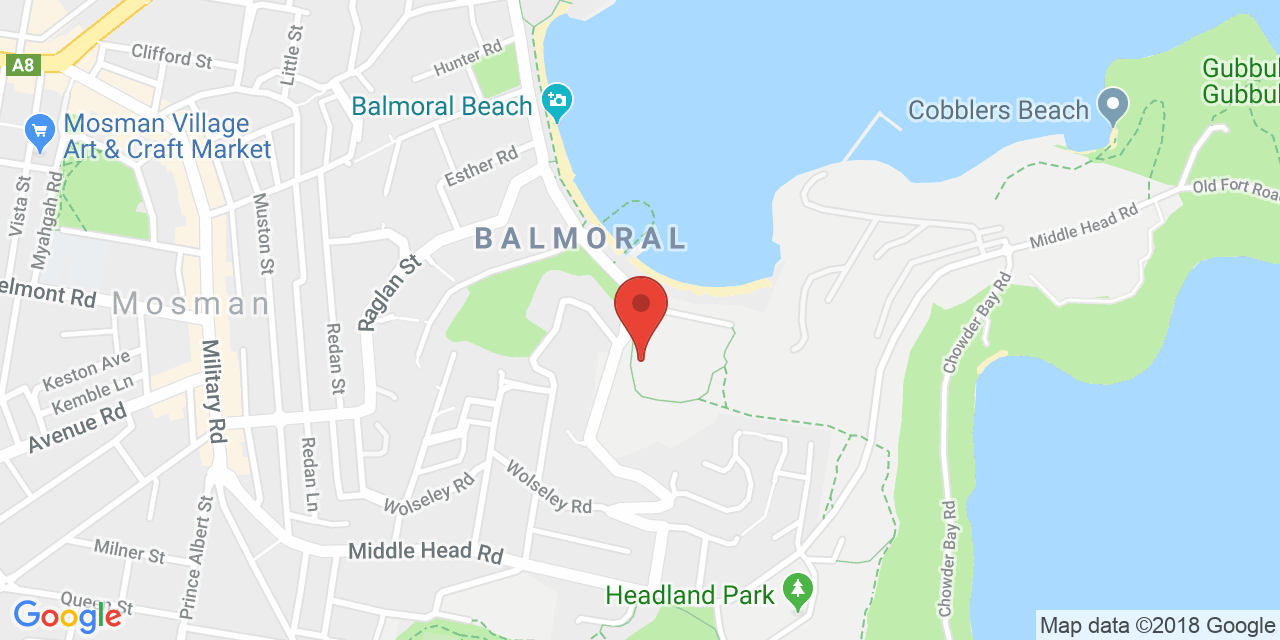 Clifford St
Little St
Hunter Rd
A8
Balmoral Beach
Cobblers Beach
Mosman Village
Art & Craft Market
Esther Rd
Vista St
Myahgah Rd
Muston St
Old Fort Road
Middle Head Rd
BALMORAL
Raglan St
elmont Rd
Mosman
Chowder Bay Rd
Redan St
Military Rd
Keston Ave
Kemble Ln
Avenue Rd
Redan Ln
Wolseley Rd
Wolseley Rd
Prince Albert St
Milner St
Middle Head Rd
Chowder Bay Rd
Headland Park
Queen St
Google
Map data ©2018 Google